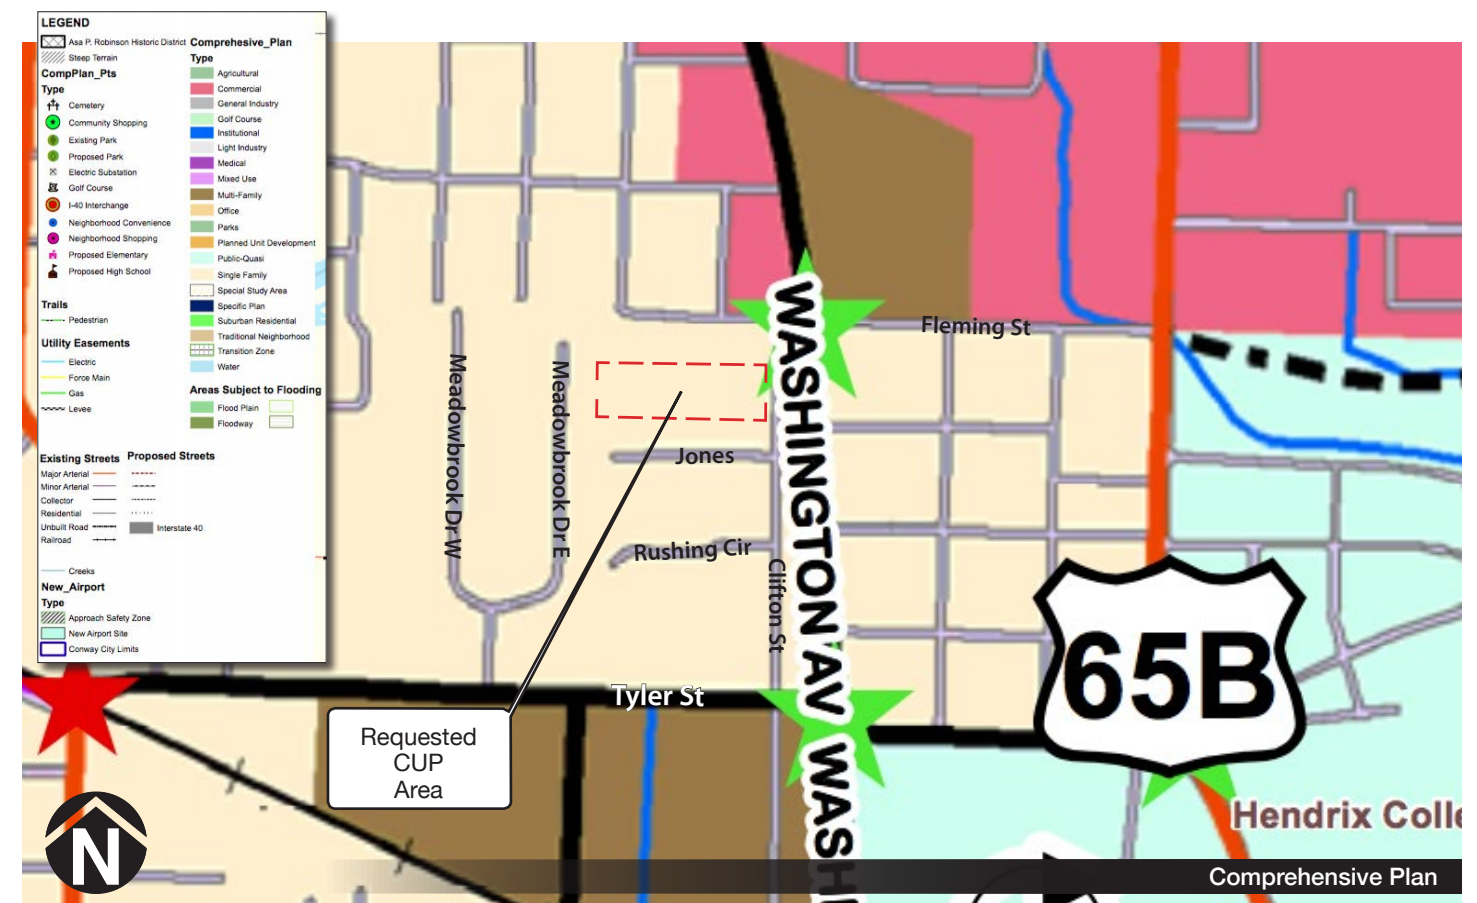 LEGEND
Asa P. Robinson Historic District
Steep Terrain
CompPlan_Pts
Type
Cemetery
Community Shopping
Existing Park
Proposed Park
Electric Substation
Golf Course
I-40 Interchange
Neighborhood Convenience
Neighborhood Shopping
Proposed Elementary
Proposed High School
Trails
Pedestrian
Utility Easements
Electric
Force Main
Gas
Levee
Existing Streets
Major Arterial
Minor Arterial
Collector
Residential
Unbuilt Road
Railroad
Proposed Streets
Interstate 40
Creeks
New_Airport
Type
Approach Safety Zone
New Airport Site
Conway City Limits
Comprehesive_Plan
Type
Agricultural
Commercial
General Industry
Golf Course
Institutional
Light Industry
Medical
Mixed Use
Multi-Family
Office
Parks
Planned Unit Development
Public-Quasi
Single Family
Special Study Area
Specific Plan
Suburban Residential
Traditional Neighborhood
Transition Zone
Water
Areas Subject to Flooding
Flood Plain
Floodway
Fleming St
Meadowbrook Dr W
Meadowbrook Dr E
Jones
Rushing Cir
Clifton St
WASHINGTON AV
WASHI
Tyler St
65B
Requested
CUP
Area
Hendrix Colle
N
Comprehensive Plan